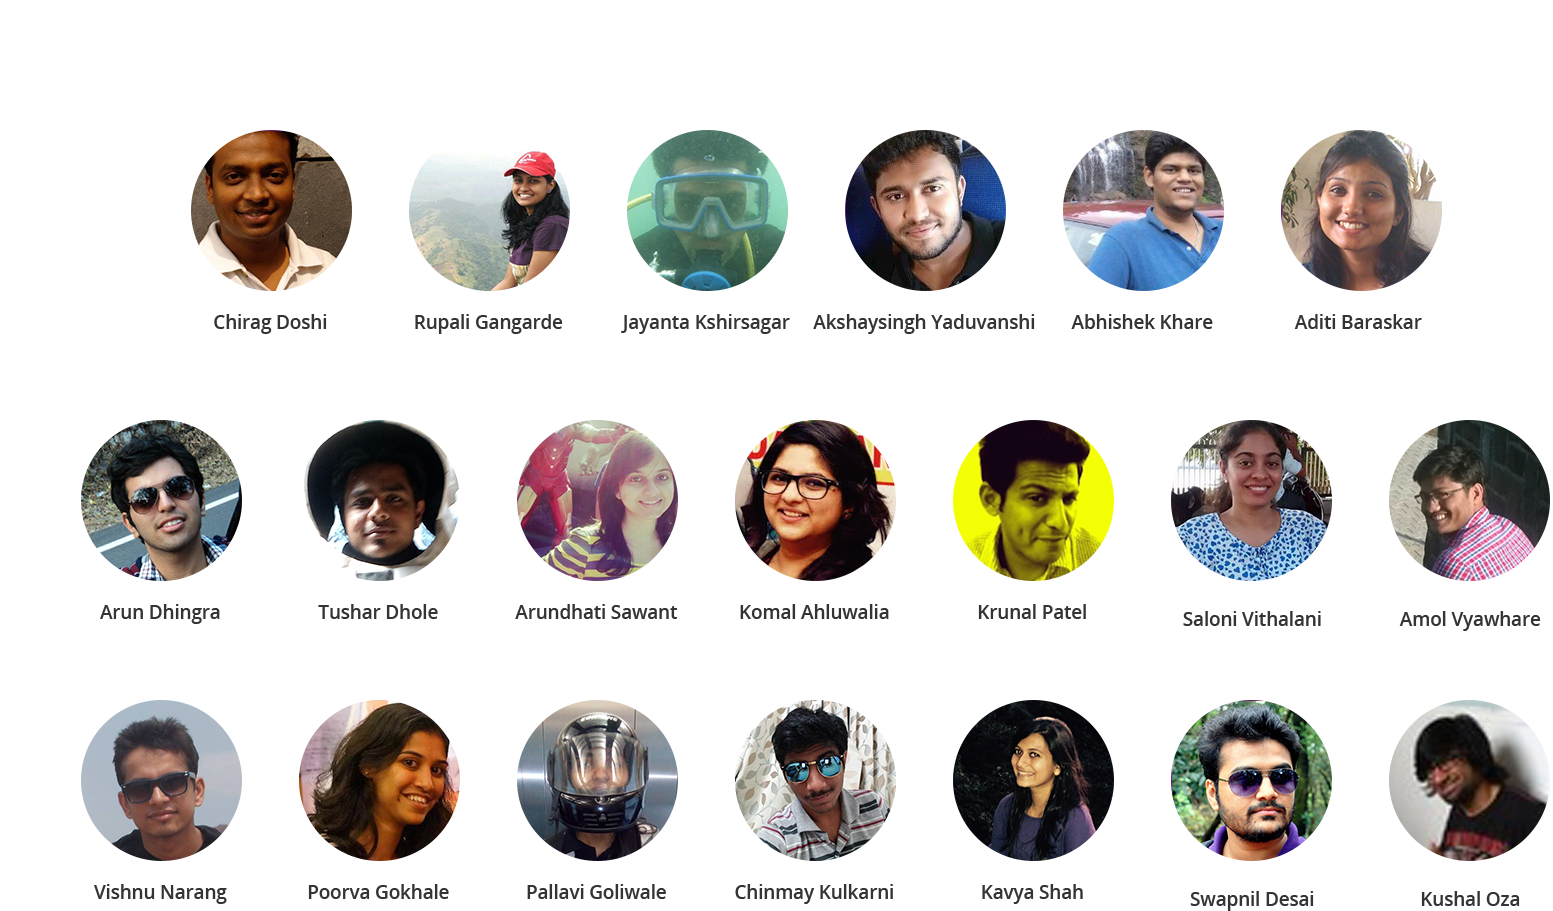 Chirag Doshi
Rupali Gangarde
Jayanta Kshirsagar
Akshaysingh Yaduvanshi
Abhishek Khare
Aditi Baraskar
Arun Dhingra
Tushar Dhole
Arundhati Sawant
Komal Ahluwalia
Krunal Patel
Saloni Vithalani
Amol Vyawhare
Vishnu Narang
Poorva Gokhale
Pallavi Goliwale
Chinmay Kulkarni
Kavya Shah
Swapnil Desai
Kushal Oza